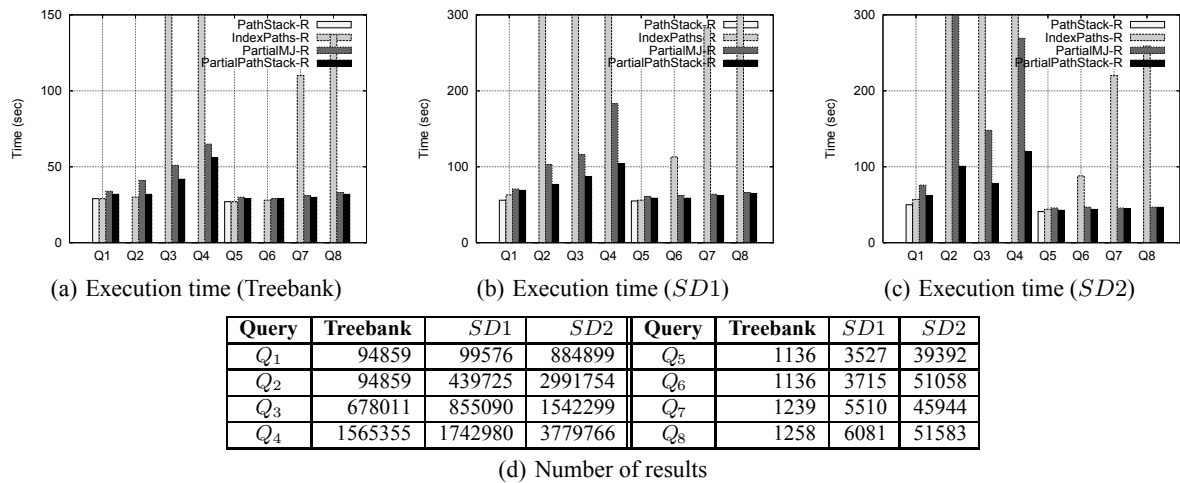 PathStack-R
IndexPaths-R
PartialMJ-R
PartialPathStack-R
Time (sec)
150
100
50
0
Q1 Q2 Q3 Q4 Q5 Q6 Q7 Q8
(a) Execution time (Treebank)
PathStack-R
IndexPaths-R
PartialMJ-R
PartialPathStack-R
Time (sec)
300
200
100
0
Q1 Q2 Q3 Q4 Q5 Q6 Q7 Q8
(b) Execution time (SD1)
PathStack-R
IndexPaths-R
PartialMJ-R
PartialPathStack-R
Time (sec)
300
200
100
0
Q1 Q2 Q3 Q4 Q5 Q6 Q7 Q8
(c) Execution time (SD2)
Query Treebank SD1 SD2 Query Treebank SD1 SD2
Q1 94859 99576 884899 Q5 1136 3527 39392
Q2 94859 439725 2991754 Q6 1136 3715 51058
Q3 678011 855090 1542299 Q7 1239 5510 45944
Q4 1565355 1742980 3779766 Q8 1258 6081 51583
(d) Number of results